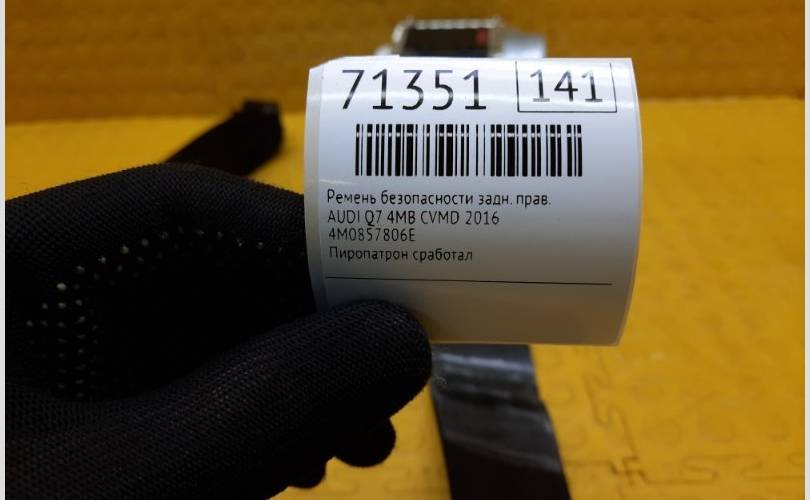 71351 141
Ремень безопасности задн. прав.
AUDI Q7 4MB CVMD 2016
4M0857806E
Пиропатрон сработал